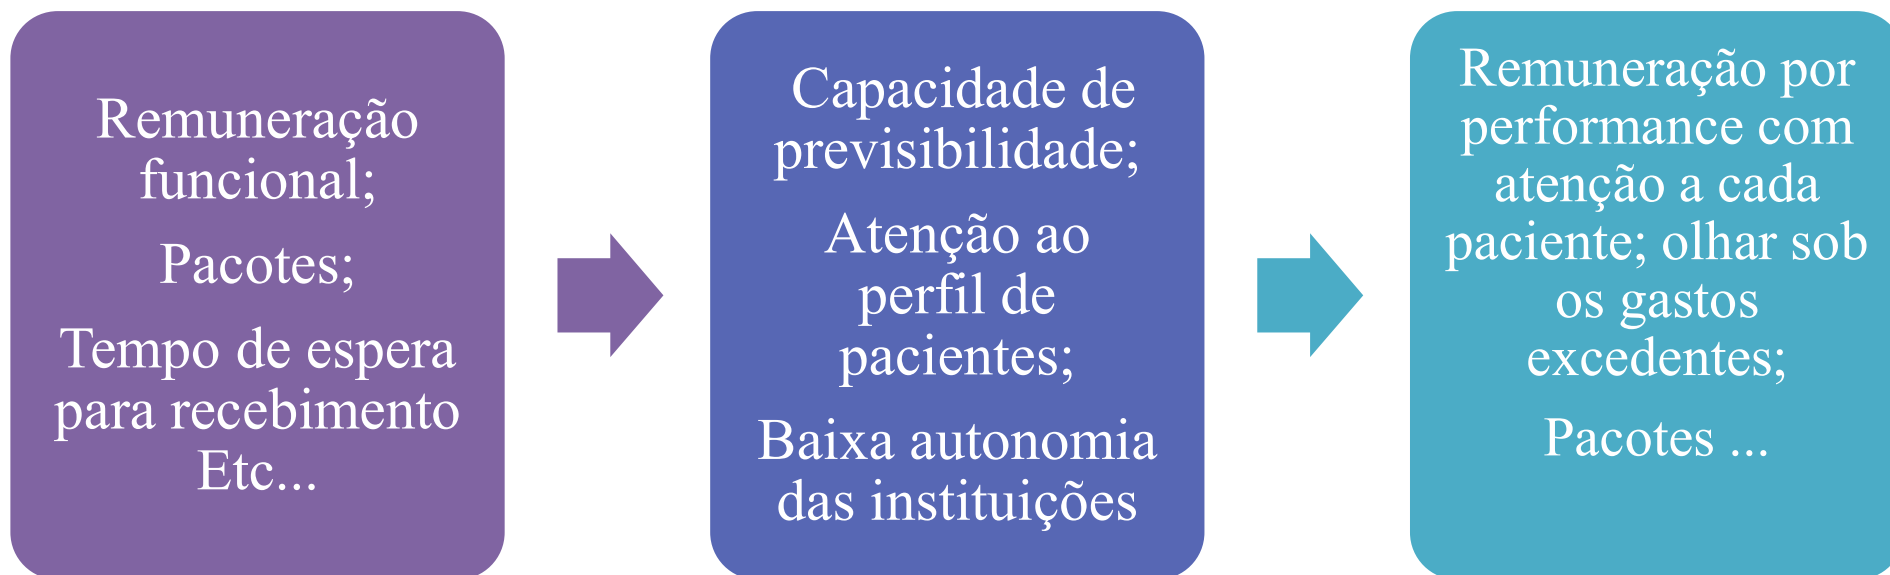 Remuneração
funcional;
Pacotes;
Tempo de espera
para recebimento
Etc...
Capacidade de
previsibilidade;
Atenção ao
perfil de
pacientes;
Baixa autonomia
das instituições
Remuneração por
performance com
atenção a cada
paciente; olhar sob
os gastos
excedentes;
Pacotes ...